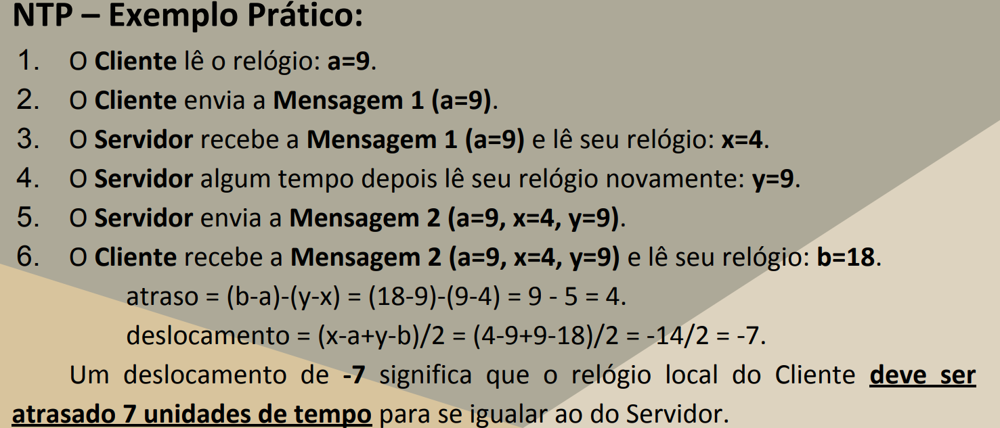 NTP – Exemplo Prático:
1. O Cliente lê o relógio: a=9.
2. O Cliente envia a Mensagem 1 (a=9).
3. O Servidor recebe a Mensagem 1 (a=9) e lê seu relógio: x=4.
4. O Servidor algum tempo depois lê seu relógio novamente: y=9.
5. O Servidor envia a Mensagem 2 (a=9, x=4, y=9).
6. O Cliente recebe a Mensagem 2 (a=9, x=4, y=9) e lê seu relógio: b=18.
atraso = (b-a)-(y-x) = (18-9)-(9-4) = 9 - 5 = 4.
deslocamento = (x-a+y-b)/2 = (4-9+9-18)/2 = -14/2 = -7.
Um deslocamento de -7 significa que o relógio local do Cliente deve ser
atrasado 7 unidades de tempo para se igualar ao do Servidor.